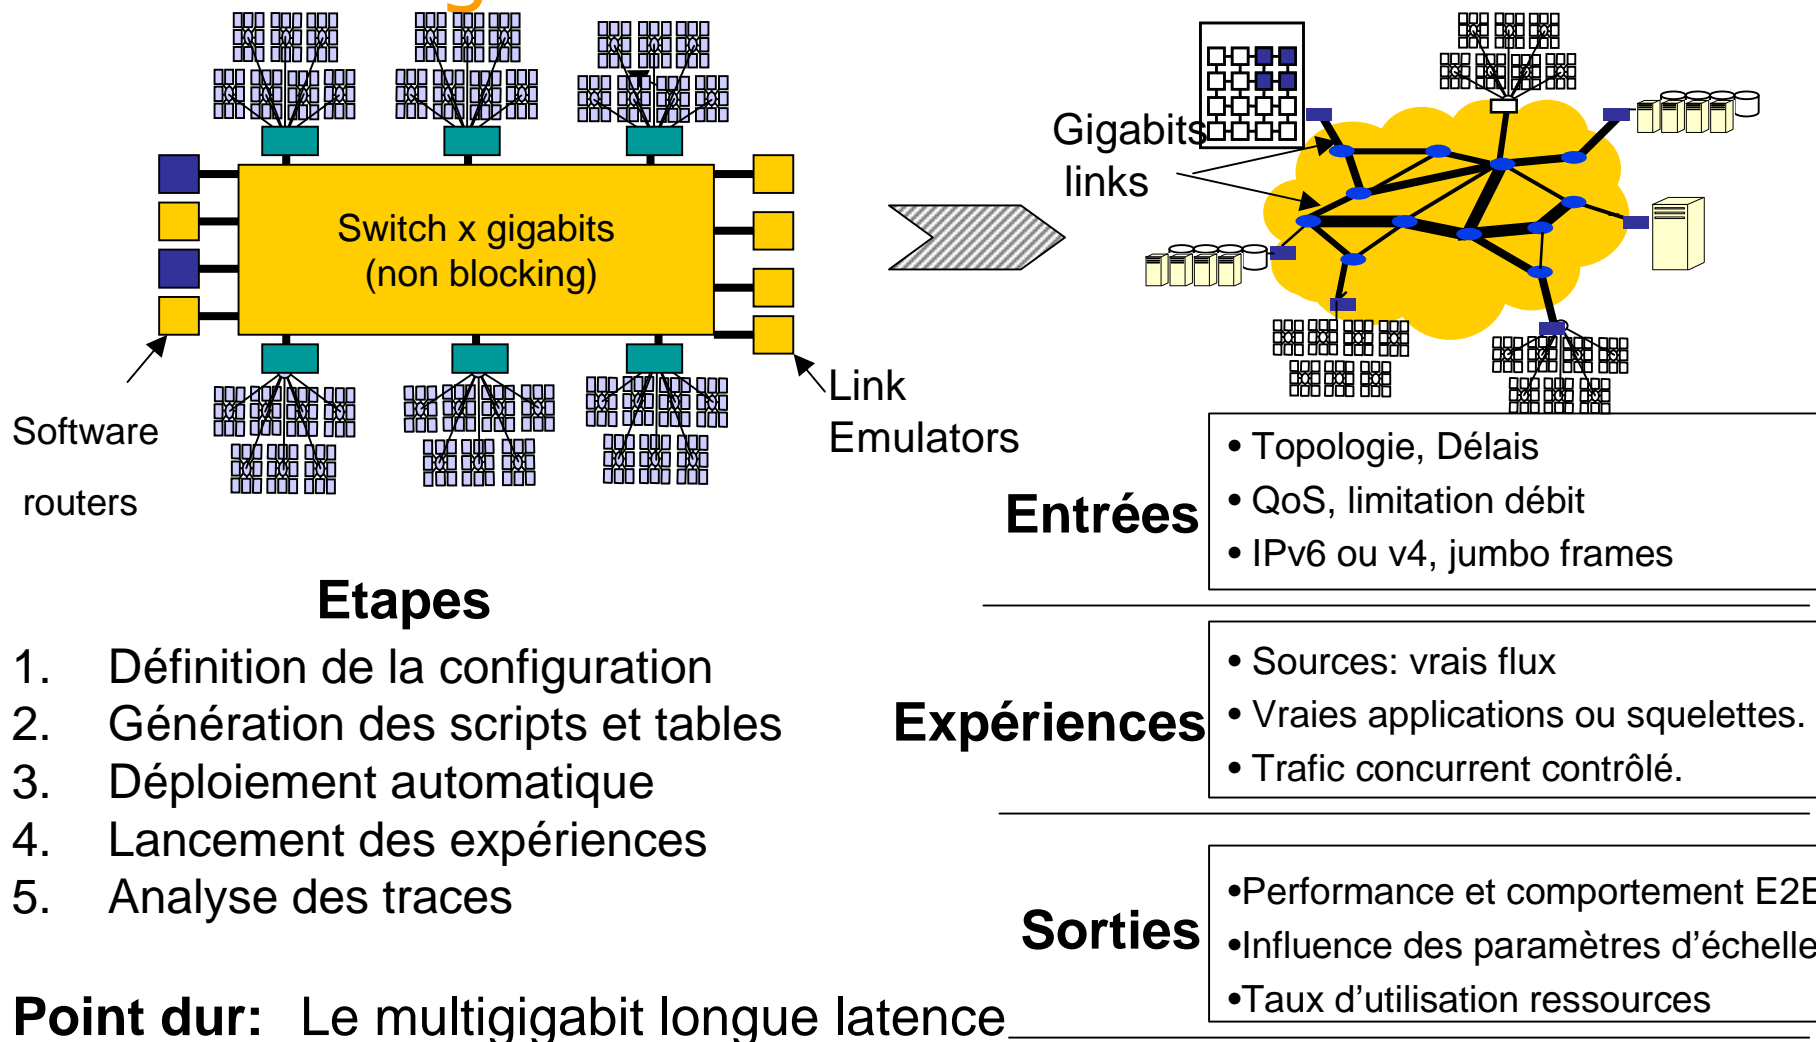 Switch x gigabits
(non blocking)
Gigabits
links
Software
routers
Link
Emulators
Entrées
• Topologie, Délais
• QoS, limitation débit
• IPv6 ou v4, jumbo frames
Etapes
1. Définition de la configuration
2. Génération des scripts et tables
3. Déploiement automatique
4. Lancement des expériences
5. Analyse des traces
Expériences
• Sources: vrais flux
• Vraies applications ou squelettes.
• Trafic concurrent contrôlé.
Sorties
•Performance et comportement E2E
•Influence des paramètres d’échelle
•Taux d’utilisation ressources
Point dur: Le multigigabit longue latence